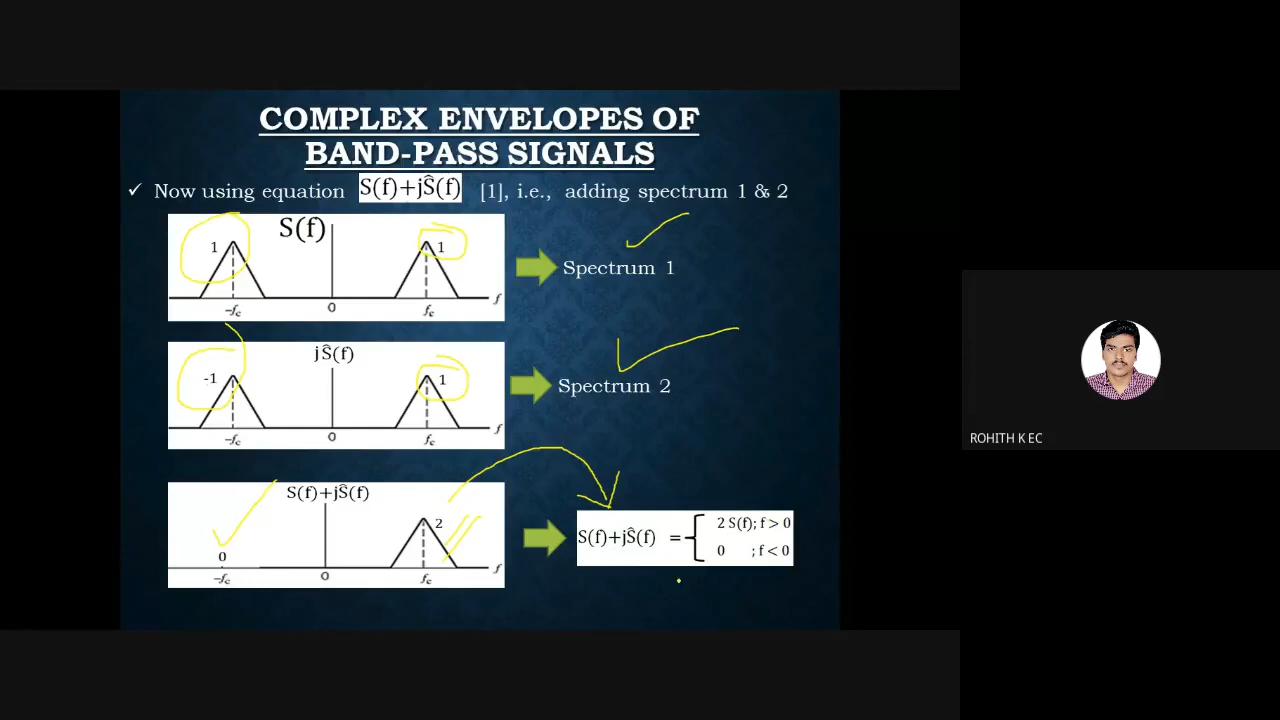 COMPLEX ENVELOPES OF
BAND-PASS SIGNALS
✓ Now using equation S(f)+jŜ(f) [1], i.e., adding spectrum 1 & 2
S(f)
1 1
-fc 0 fc f
Spectrum 1
jŜ(f)
-1 1
-fc 0 fc f
Spectrum 2
S(f)+jŜ(f)
0 2
-fc 0 fc f
S(f)+jŜ(f) = { 2 S(f); f > 0
0 ; f < 0
ROHITH K EC